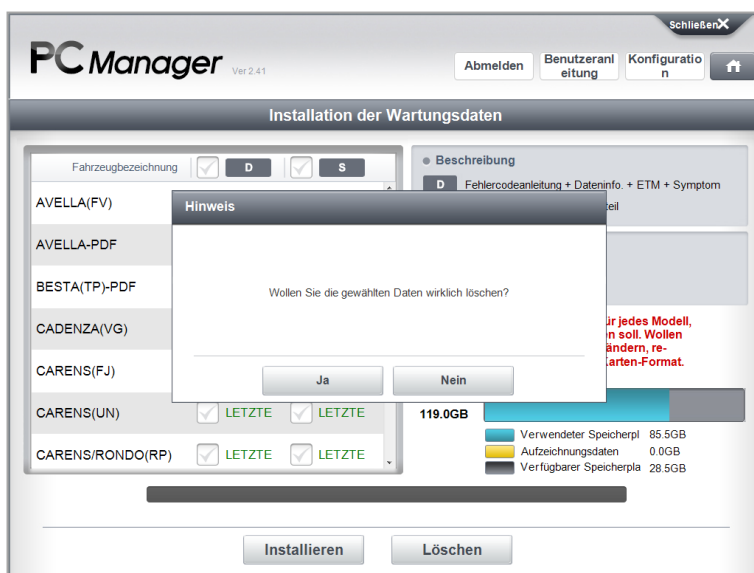 Schließen X
PC Manager Ver 2.41
Abmelden
Benutzeranl
eitung
Konfiguratio
n
Installation der Wartungsdaten
Fahrzeugbezeichnung D S
AVELLA(FV)
AVELLA-PDF
BESTA(TP)-PDF
CADENZA(VG)
CARENS(FJ)
CARENS(UN) LETZTE LETZTE
CARENS/RONDO(RP) LETZTE LETZTE
Beschreibung
D Fehlercodeanleitung + Dateninfo. + ETM + Symptom
teil
Hinweis
Wollen Sie die gewählten Daten wirklich löschen?
Ja Nein
ür jedes Modell,
n soll. Wollen
ändern, re-
Karten-Format.
119.0GB
Verwendeter Speicherpl 85.5GB
Aufzeichnungsdaten 0.0GB
Verfügbarer Speicherpla 28.5GB
Installieren Löschen